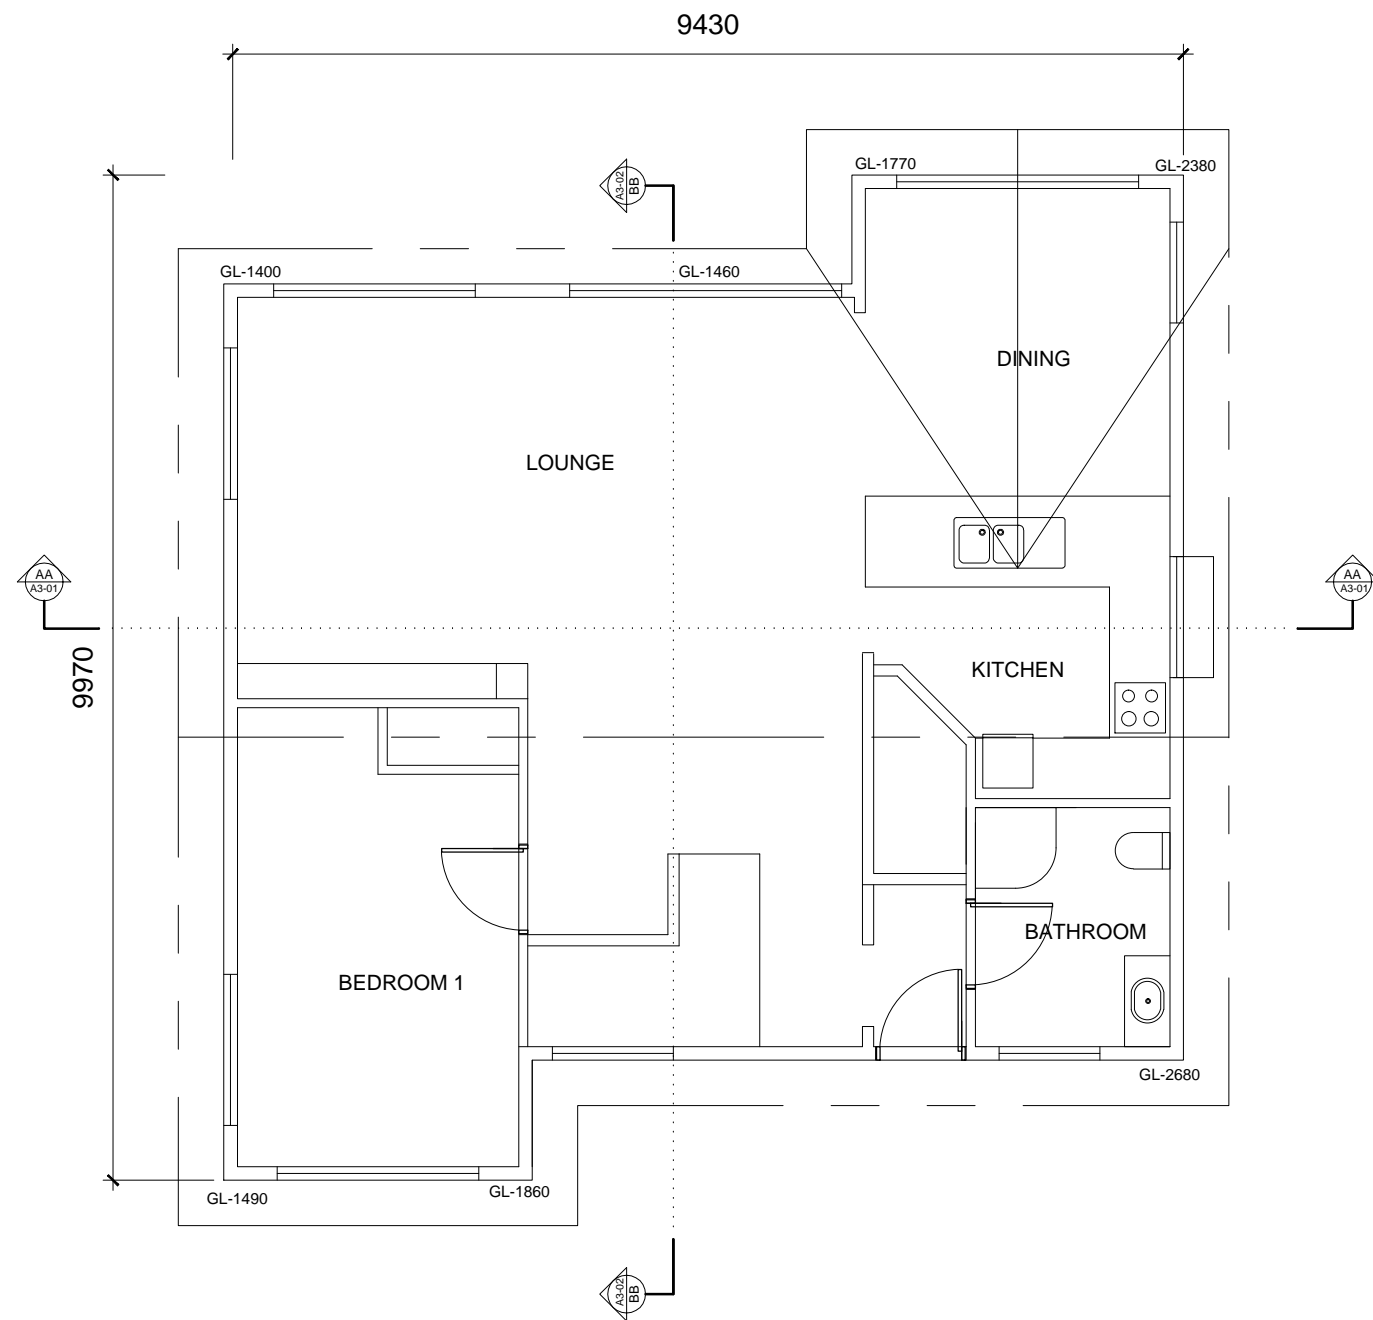 9430
GL-1770
GL-2380
A3-02
BB
GL-1400
GL-1460
DINING
LOUNGE
AA
A3-01
AA
A3-01
9970
KITCHEN
BATHROOM
BEDROOM 1
GL-2680
GL-1490
GL-1860
A3-02
BB